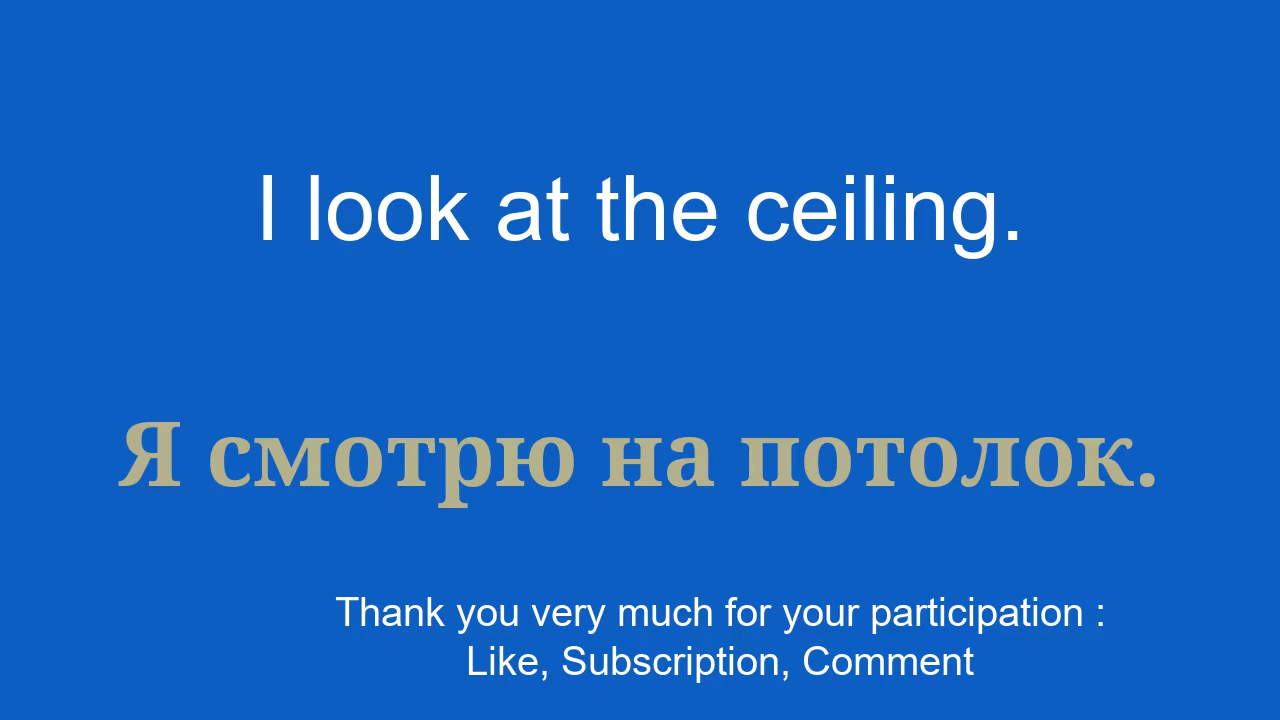 I look at the ceiling.
Я смотрю на потолок.
Thank you very much for your participation :
Like, Subscription, Comment